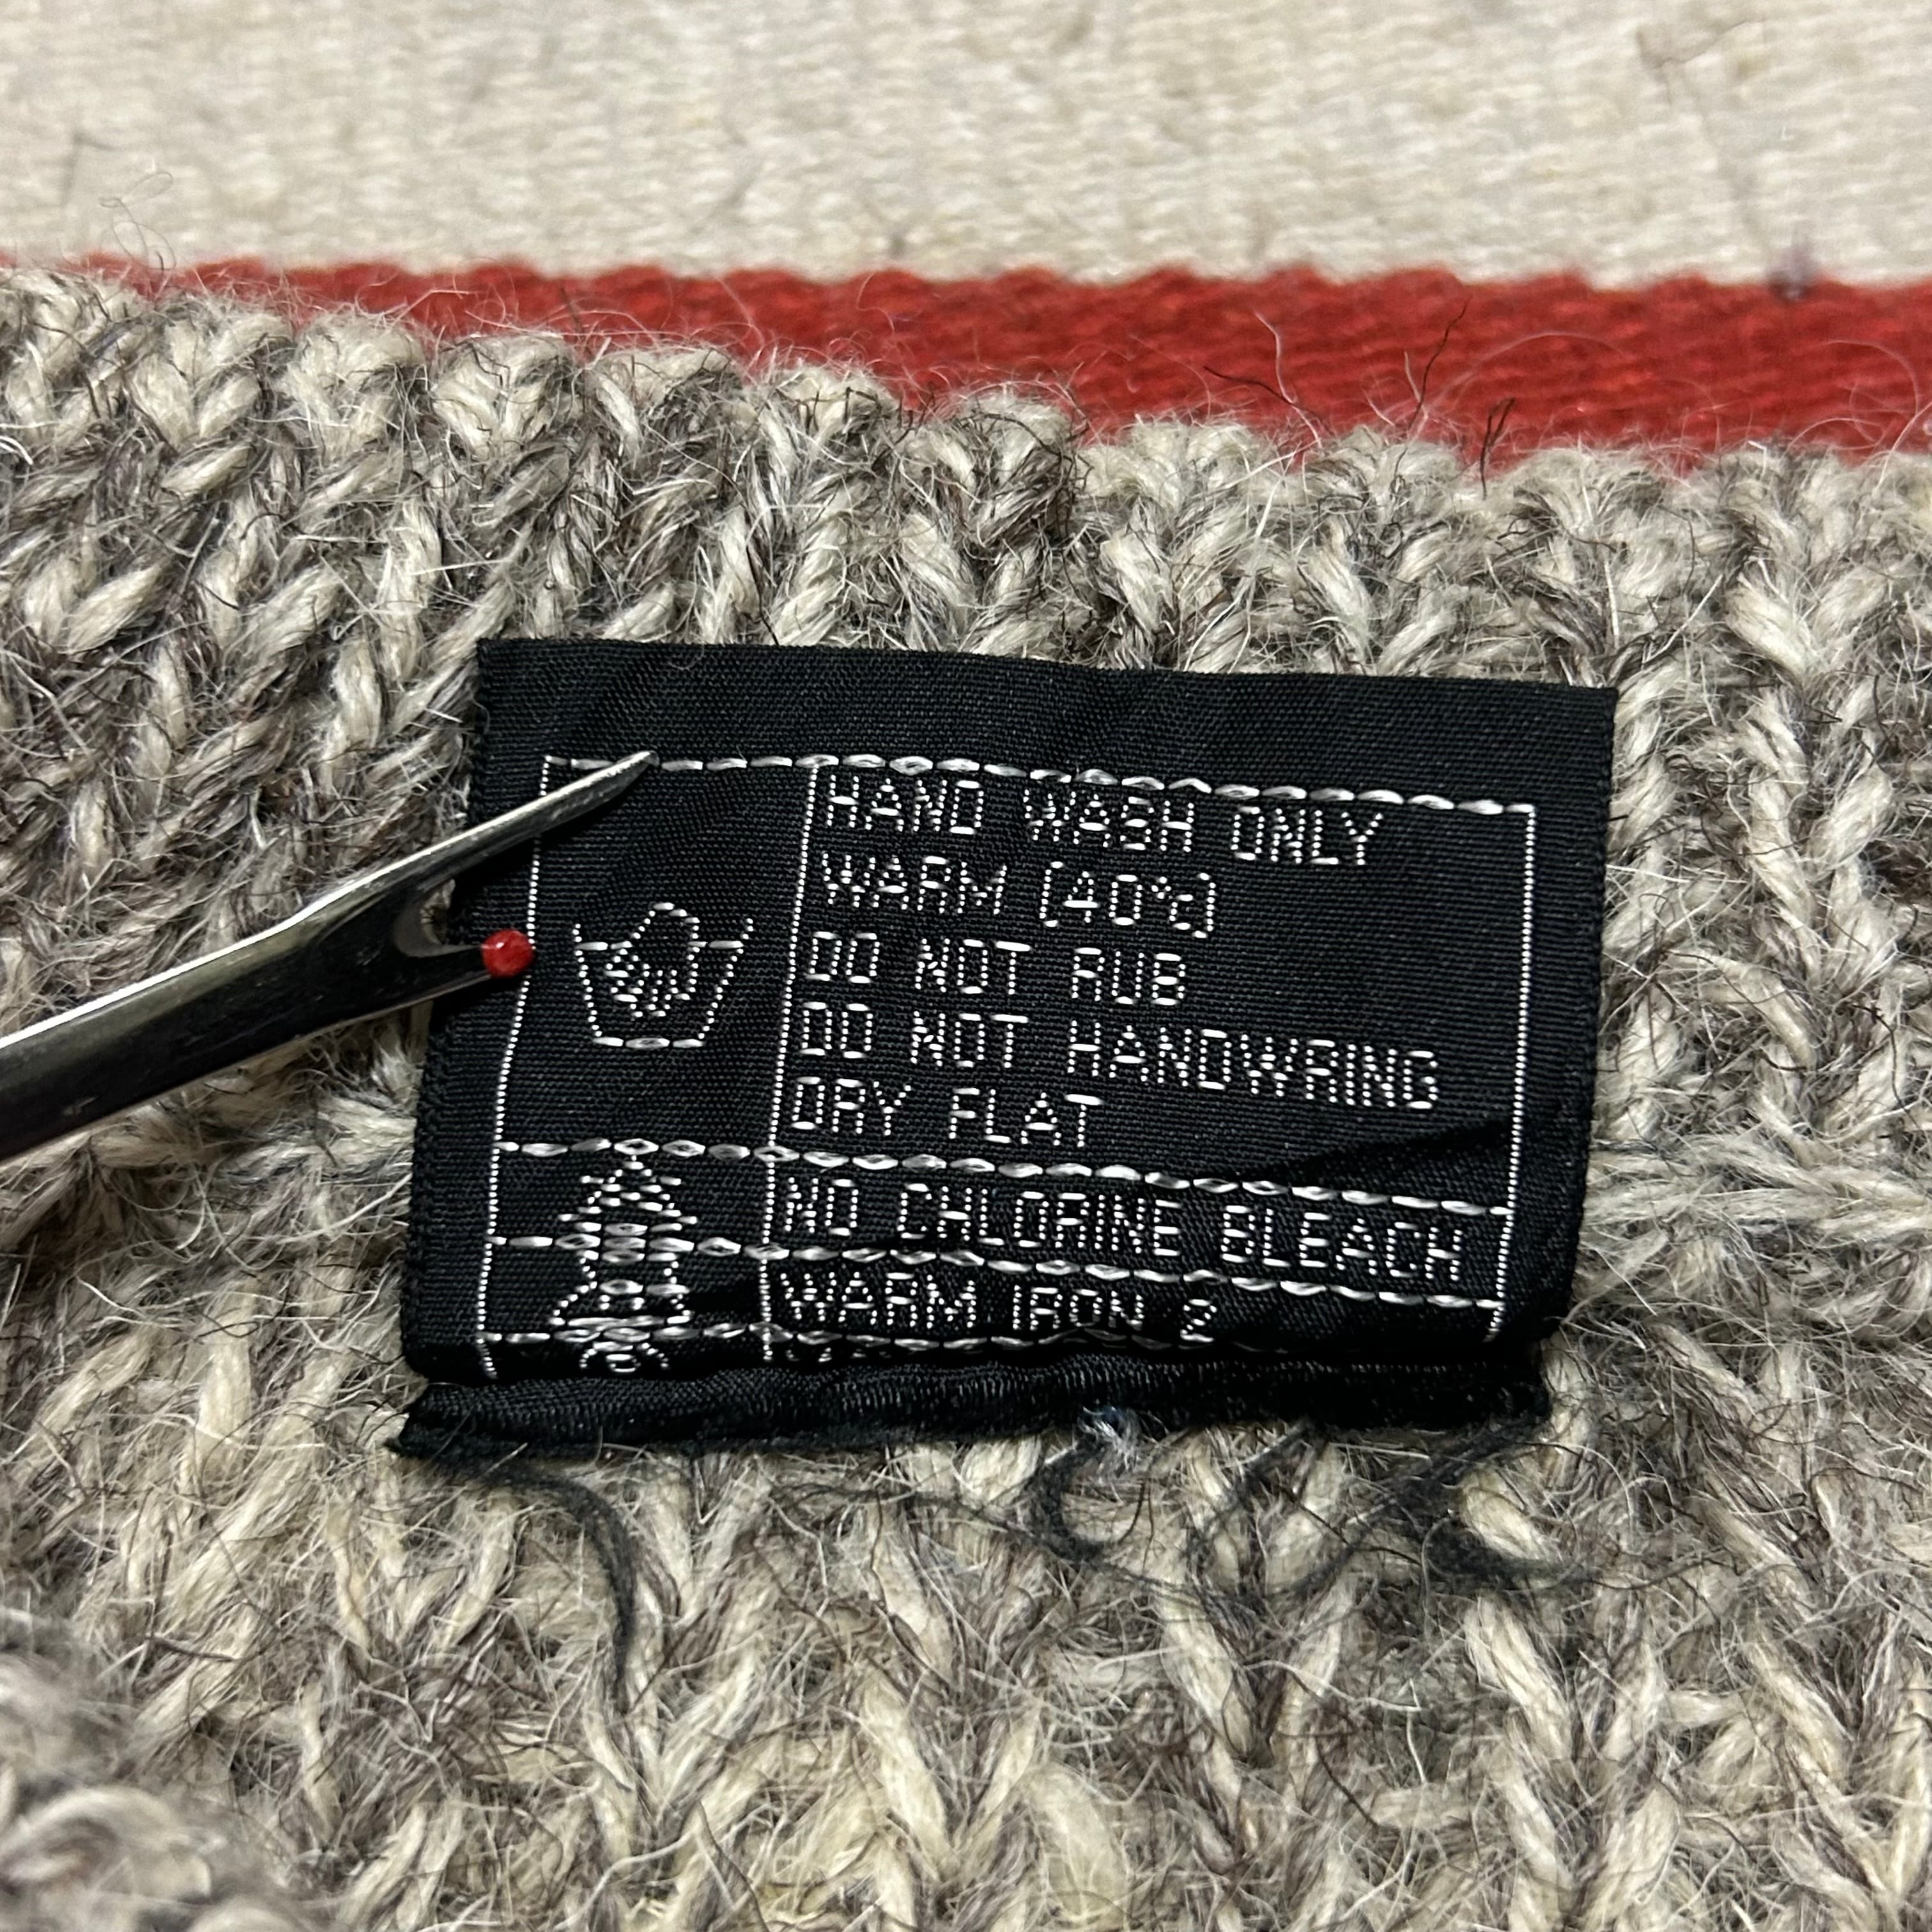 HAND WASH ONLY
WARM (40°c)
DO NOT RUB
DO NOT HANDWRING
DRY FLAT
NO CHLORINE BLEACH
WARM IRON 2